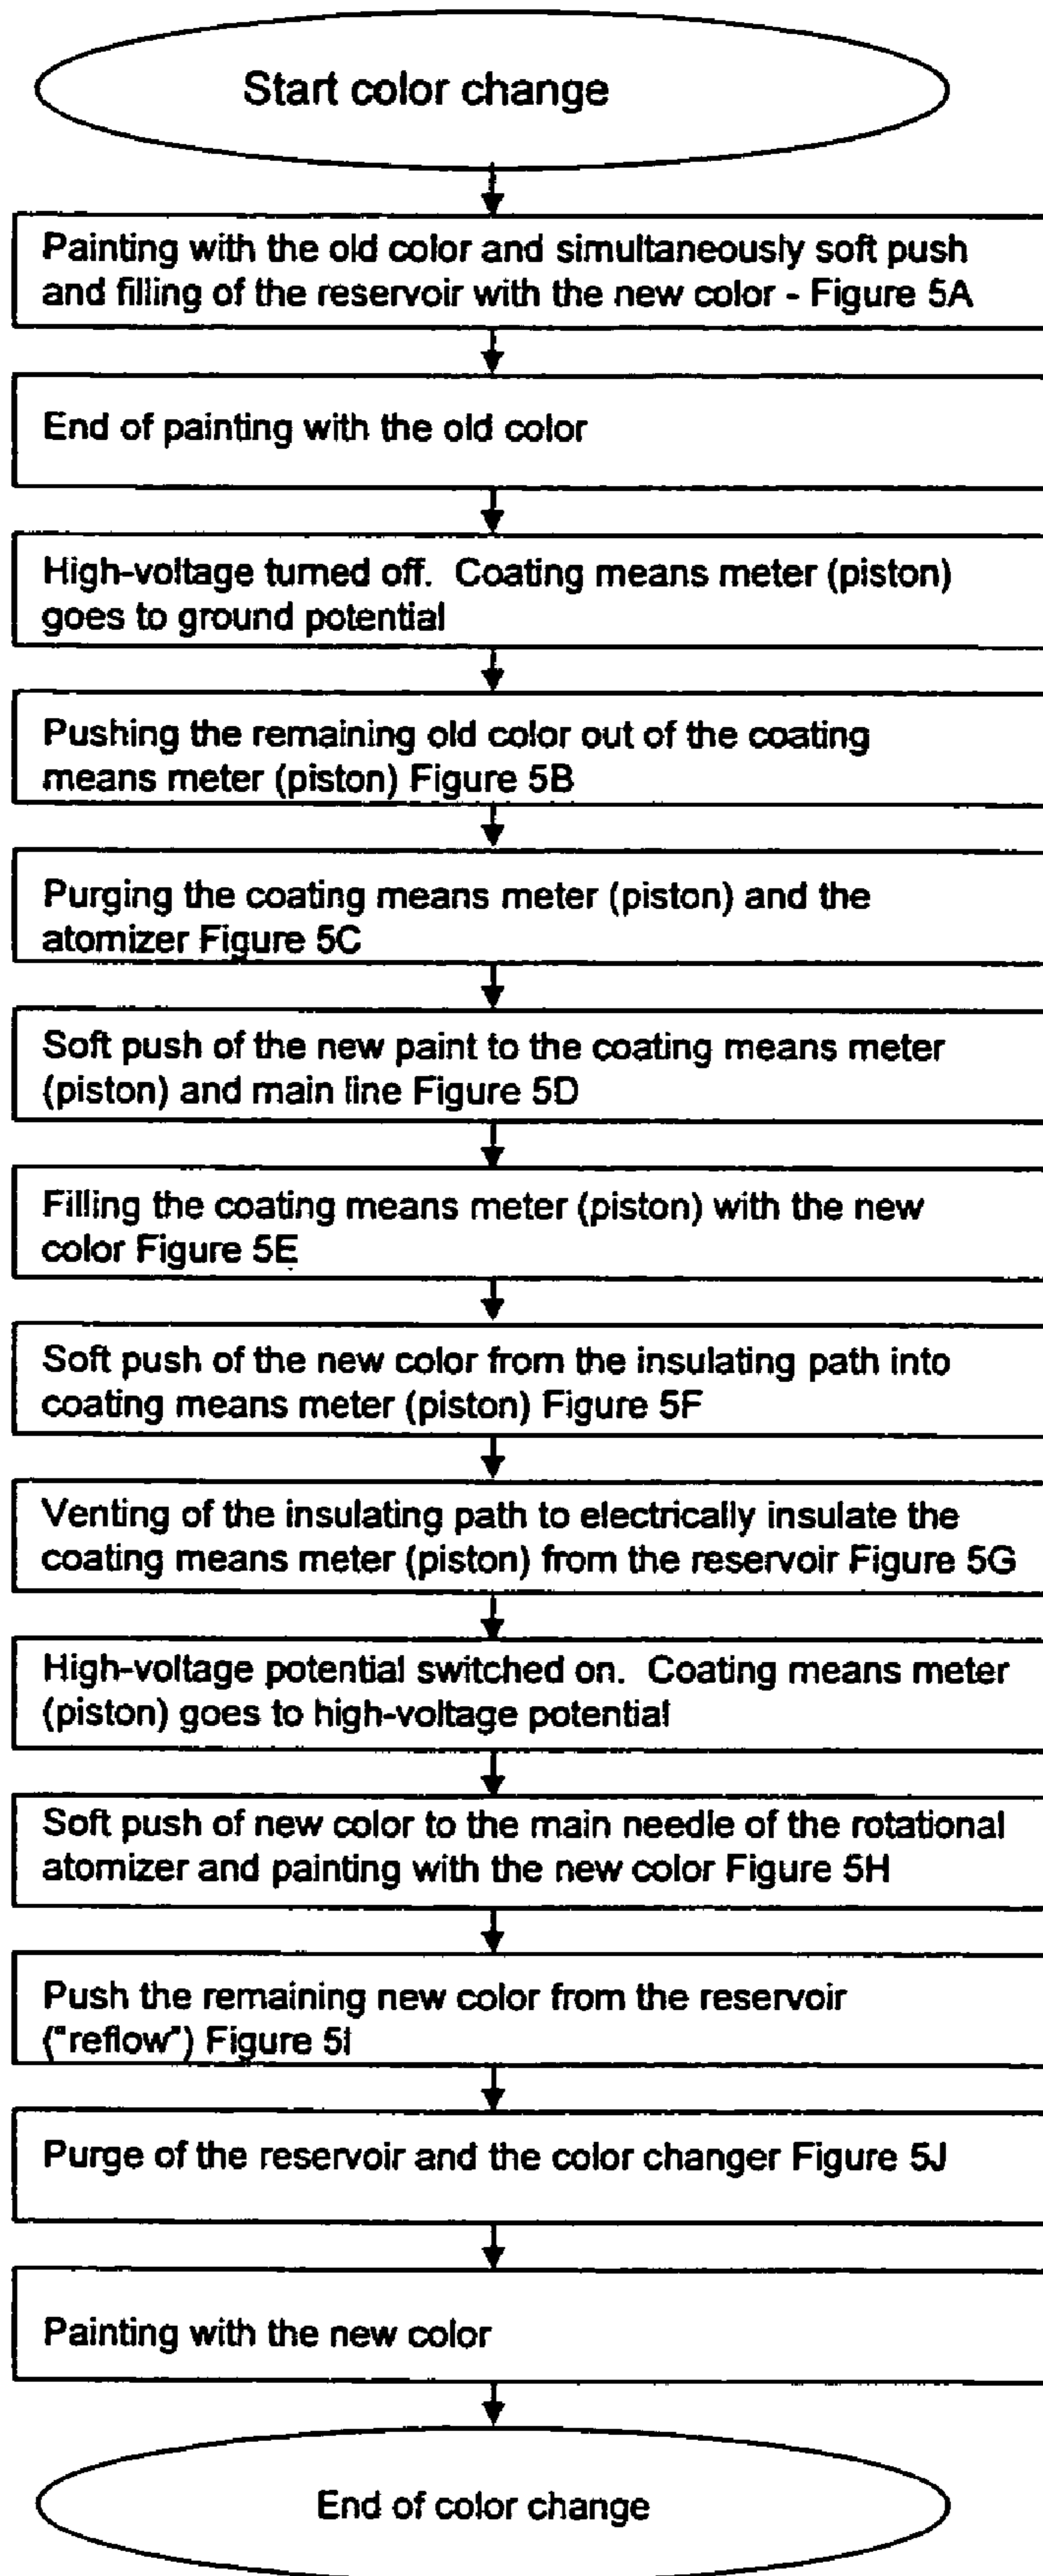 Start color change
Painting with the old color and simultaneously soft push
and filling of the reservoir with the new color - Figure 5A
End of painting with the old color
High-voltage turned off. Coating means meter (piston)
goes to ground potential
Pushing the remaining old color out of the coating
means meter (piston) Figure 5B
Purging the coating means meter (piston) and the
atomizer Figure 5C
Soft push of the new paint to the coating means meter
(piston) and main line Figure 5D
Filling the coating means meter (piston) with the new
color Figure 5E
Soft push of the new color from the insulating path into
coating means meter (piston) Figure 5F
Venting of the insulating path to electrically insulate the
coating means meter (piston) from the reservoir Figure 5G
High-voltage potential switched on. Coating means meter
(piston) goes to high-voltage potential
Soft push of new color to the main needle of the rotational
atomizer and painting with the new color Figure 5H
Push the remaining new color from the reservoir
("reflow") Figure 5I
Purge of the reservoir and the color changer Figure 5J
Painting with the new color
End of color change